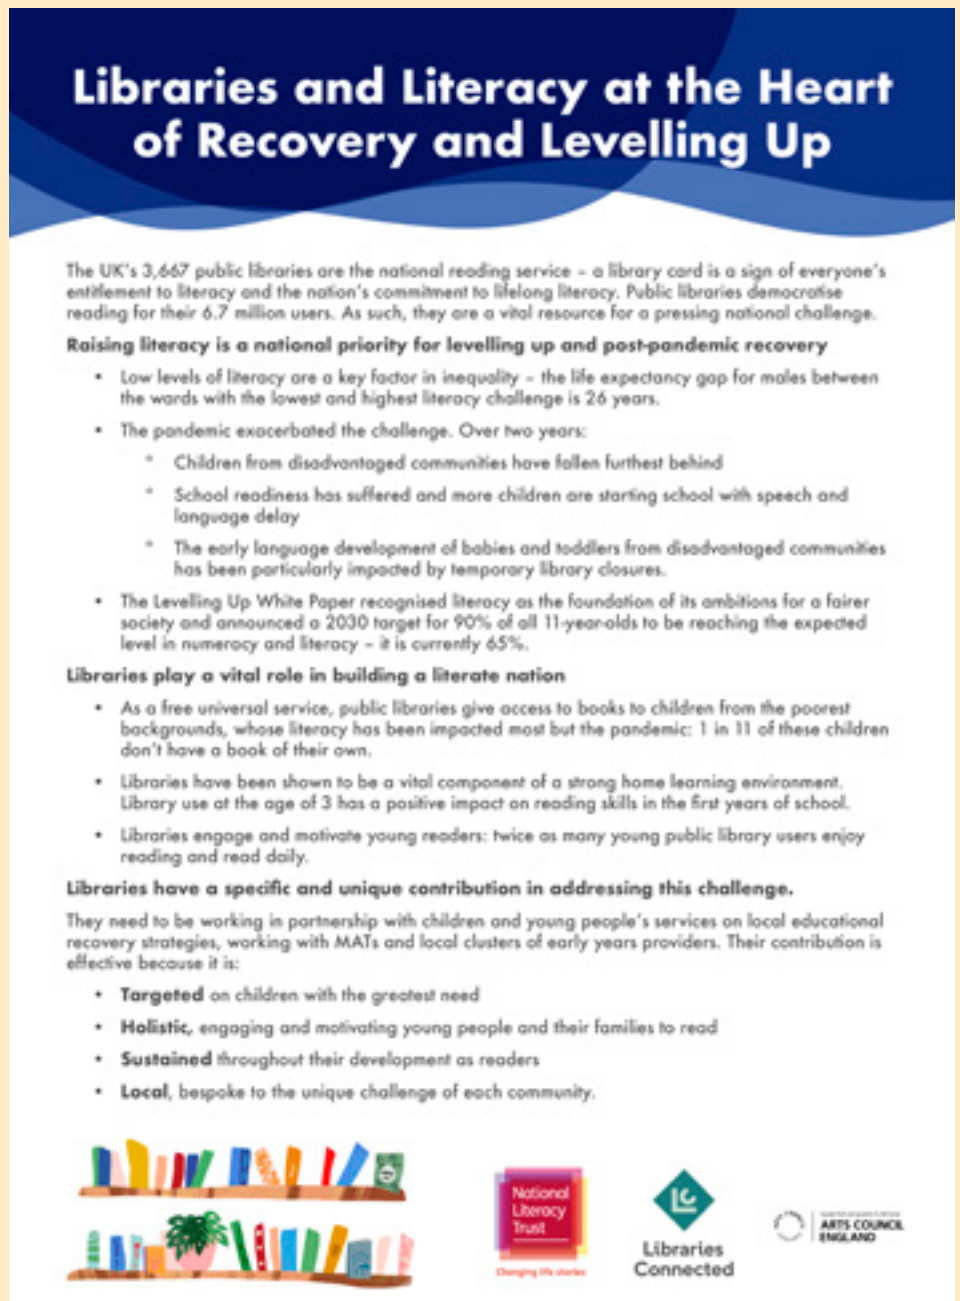 Libraries and Literacy at the Heart
of Recovery and Levelling Up
The UK's 3,667 public libraries are the national reading service – a library card is a sign of everyone's
entitlement to literacy and the nation's commitment to lifelong literacy. Public libraries democratise
reading for their 6.7 million users. As such, they are a vital resource for a pressing national challenge.
Raising literacy is a national priority for levelling up and post-pandemic recovery
• Low levels of literacy are a key factor in inequality – the life expectancy gap for males between
the wards with the lowest and highest literacy challenge is 26 years.
• The pandemic exacerbated the challenge. Over two years:
° Children from disadvantaged communities have fallen furthest behind
° School readiness has suffered and more children are starting school with speech and
language delay
° The early language development of babies and toddlers from disadvantaged communities
has been particularly impacted by temporary library closures.
• The Levelling Up White Paper recognised literacy as the foundation of its ambitions for a fairer
society and announced a 2030 target for 90% of all 11-year-olds to be reaching the expected
level in numeracy and literacy – it is currently 65%.
Libraries play a vital role in building a literate nation
• As a free universal service, public libraries give access to books to children from the poorest
backgrounds, whose literacy has been impacted most but the pandemic: 1 in 11 of these children
don't have a book of their own.
• Libraries have been shown to be a vital component of a strong home learning environment.
Library use at the age of 3 has a positive impact on reading skills in the first years of school.
• Libraries engage and motivate young readers: twice as many young public library users enjoy
reading and read daily.
Libraries have a specific and unique contribution in addressing this challenge.
They need to be working in partnership with children and young people's services on local educational
recovery strategies, working with MATs and local clusters of early years providers. Their contribution is
effective because it is:
• Targeted on children with the greatest need
• Holistic, engaging and motivating young people and their families to read
• Sustained throughout their development as readers
• Local, bespoke to the unique challenge of each community.
National
Literacy
Trust
Changing life stories
LC
Libraries
Connected
ARTS COUNCIL
ENGLAND